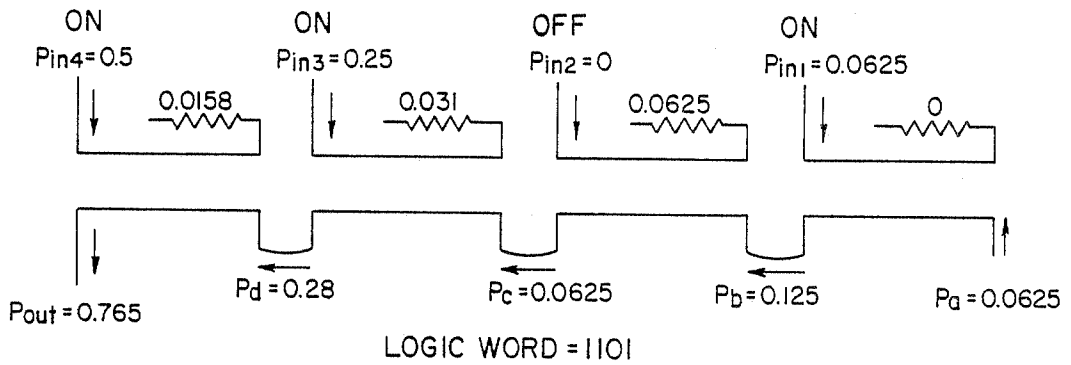 ON ON OFF ON
Pin4=0.5 Pin3=0.25 Pin2=0 Pin1=0.0625
0.0158 0.031 0.0625 0
Pout=0.765 Pd=0.28 Pc=0.0625 Pb=0.125 Pa=0.0625
LOGIC WORD=1101